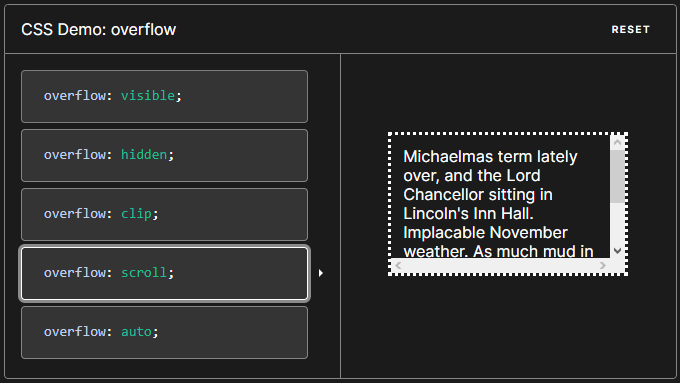 CSS Demo: overflow
RESET
overflow: visible;
overflow: hidden;
overflow: clip;
overflow: scroll;
overflow: auto;
Michaelmas term lately
over, and the Lord
Chancellor sitting in
Lincoln's Inn Hall.
Implacable November
weather. As much mud in